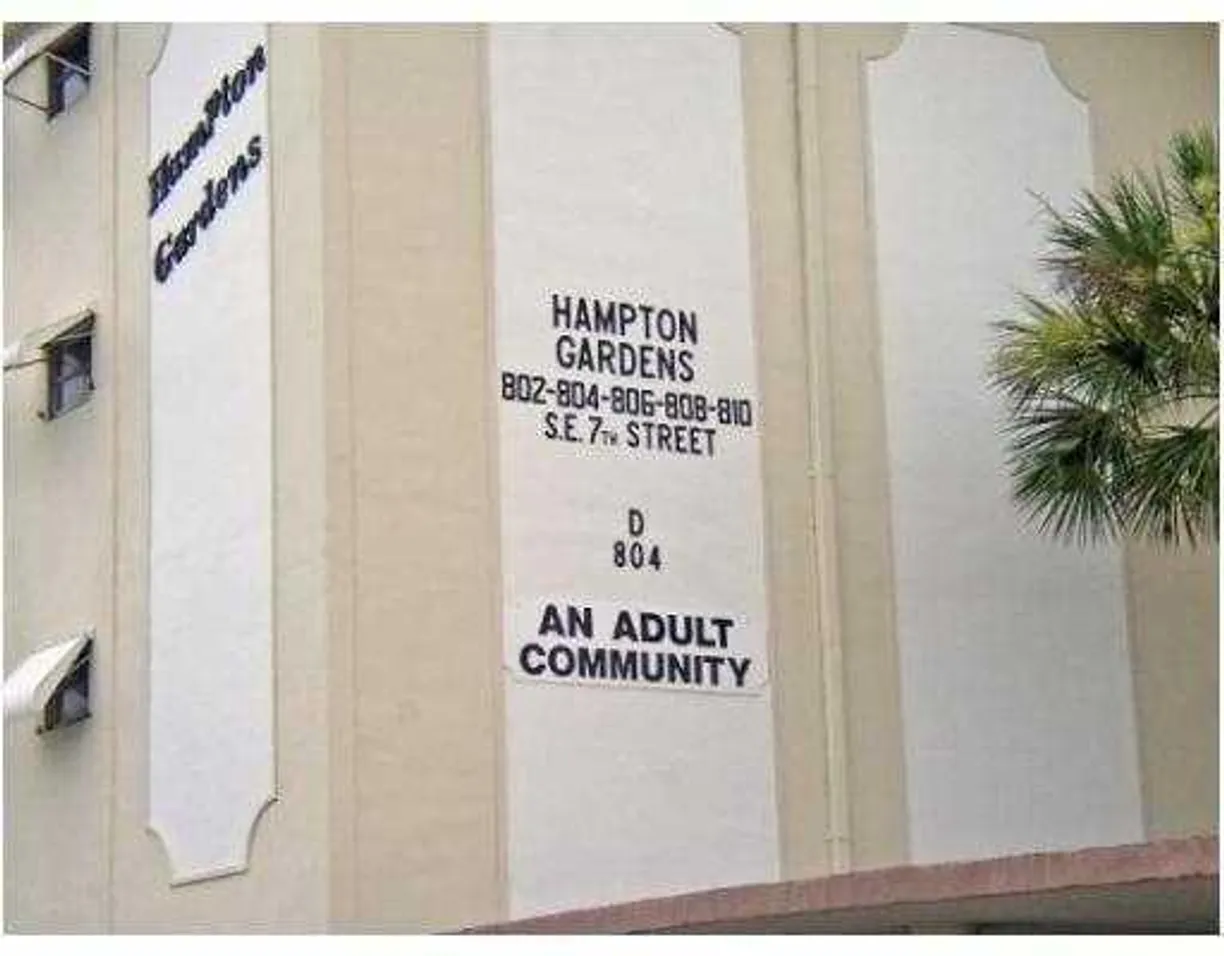 Hampton
Gardens
HAMPTON
GARDENS
802-804-806-808-810
S.E. 7TH STREET
D
804
AN ADULT
COMMUNITY